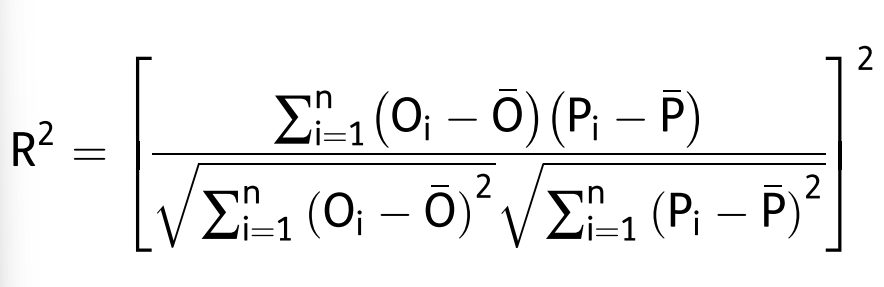 R² = [ ∑ⁿᵢ₌₁ (Oᵢ − Ō) (Pᵢ − P̄) / √∑ⁿᵢ₌₁ (Oᵢ − Ō)² √∑ⁿᵢ₌₁ (Pᵢ − P̄)² ]²